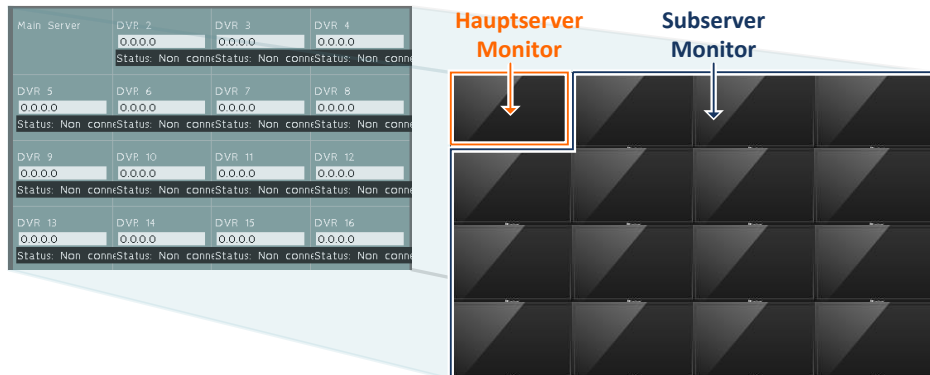 Main Server DVR 2 DVR 3 DVR 4
0.0.0.0 0.0.0.0 0.0.0.0
Status: Non conne Status: Non conne Status: Non conne
DVR 5 DVR 6 DVR 7 DVR 8
0.0.0.0 0.0.0.0 0.0.0.0 0.0.0.0
Status: Non conne Status: Non conne Status: Non conne Status: Non conne
DVR 9 DVR 10 DVR 11 DVR 12
0.0.0.0 0.0.0.0 0.0.0.0 0.0.0.0
Status: Non conne Status: Non conne Status: Non conne Status: Non conne
DVR 13 DVR 14 DVR 15 DVR 16
0.0.0.0 0.0.0.0 0.0.0.0 0.0.0.0
Status: Non conne Status: Non conne Status: Non conne Status: Non conne
Hauptserver
Monitor
Subserver
Monitor